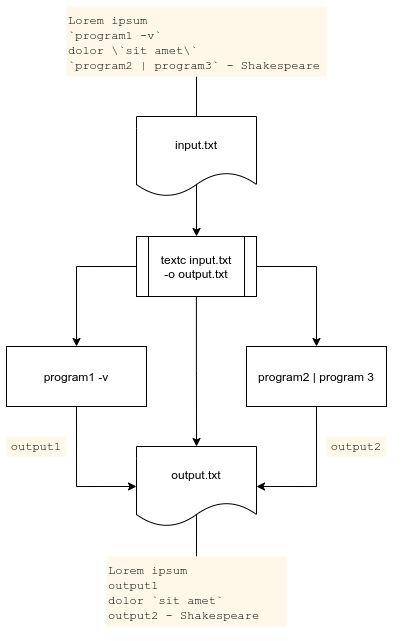 Lorem ipsum
`program1 -v`
dolor \`sit amet\`
`program2 | program3` - Shakespeare
input.txt
textc input.txt
-o output.txt
program1 -v
program2 | program 3
output1
output2
output.txt
Lorem ipsum
output1
dolor `sit amet`
output2 - Shakespeare